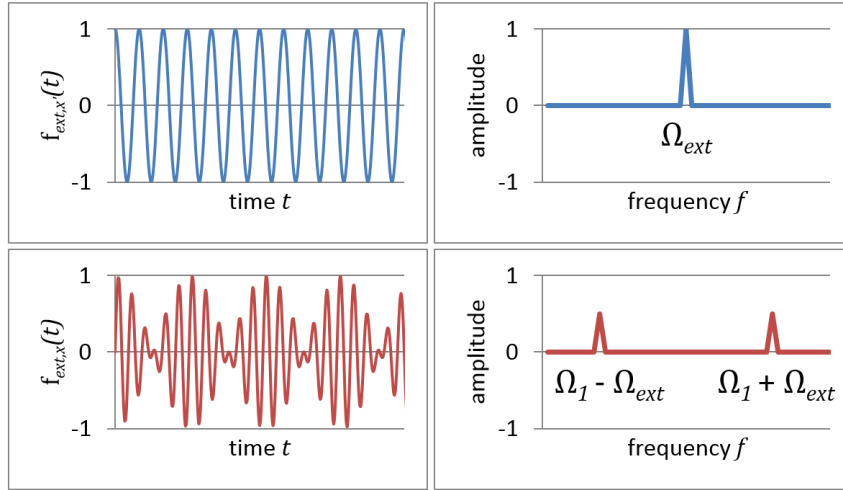 1
0
-1
f_ext,x'(t)
time t
1
0
-1
amplitude
Ω_ext
frequency f
1
0
-1
f_ext,x(t)
time t
1
0
-1
amplitude
Ω_1 - Ω_ext
Ω_1 + Ω_ext
frequency f